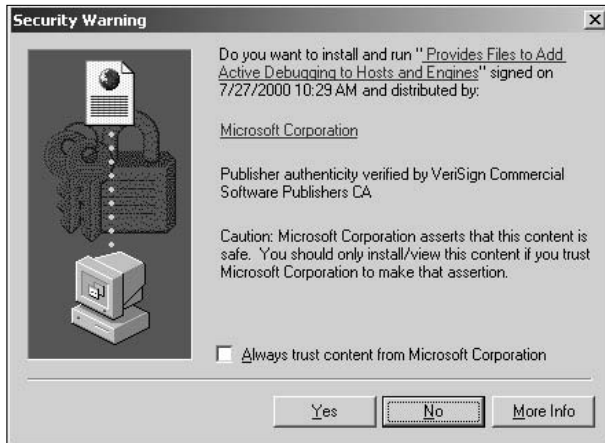 Security Warning
Do you want to install and run " Provides Files to Add
Active Debugging to Hosts and Engines" signed on
7/27/2000 10:29 AM and distributed by:
Microsoft Corporation
Publisher authenticity verified by VeriSign Commercial
Software Publishers CA
Caution: Microsoft Corporation asserts that this content is
safe. You should only install/view this content if you trust
Microsoft Corporation to make that assertion.
Always trust content from Microsoft Corporation
Yes No More Info